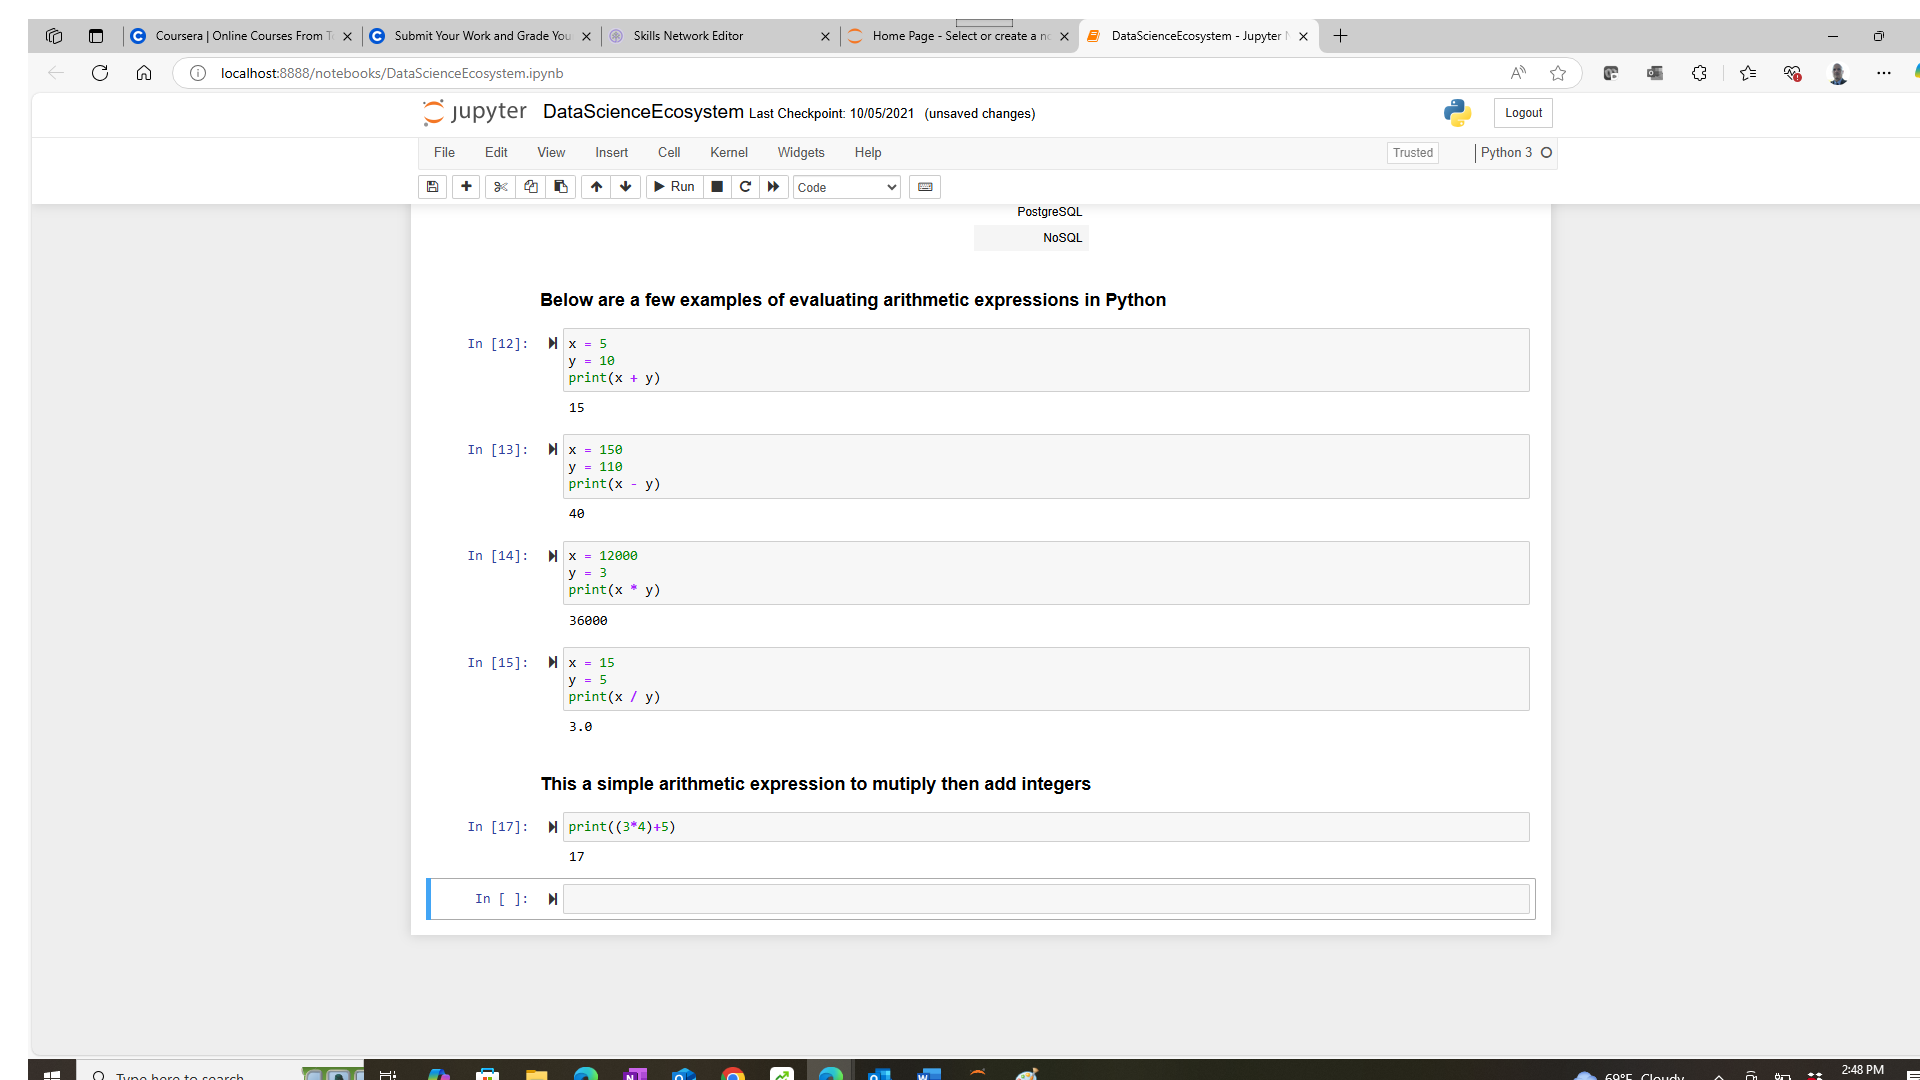 Coursera | Online Courses From T
Submit Your Work and Grade You
Skills Network Editor
Home Page - Select or create a no
DataScienceEcosystem - Jupyter N
localhost:8888/notebooks/DataScienceEcosystem.ipynb
jupyter DataScienceEcosystem Last Checkpoint: 10/05/2021 (unsaved changes)
Logout
File Edit View Insert Cell Kernel Widgets Help
Trusted
Python 3
Run
Code
PostgreSQL
NoSQL
Below are a few examples of evaluating arithmetic expressions in Python
In [12]:
x = 5
y = 10
print(x + y)
15
In [13]:
x = 150
y = 110
print(x - y)
40
In [14]:
x = 12000
y = 3
print(x * y)
36000
In [15]:
x = 15
y = 5
print(x / y)
3.0
This a simple arithmetic expression to mutiply then add integers
In [17]:
print((3*4)+5)
17
In [ ]:
Type here to search
69°F Cloudy
2:48 PM